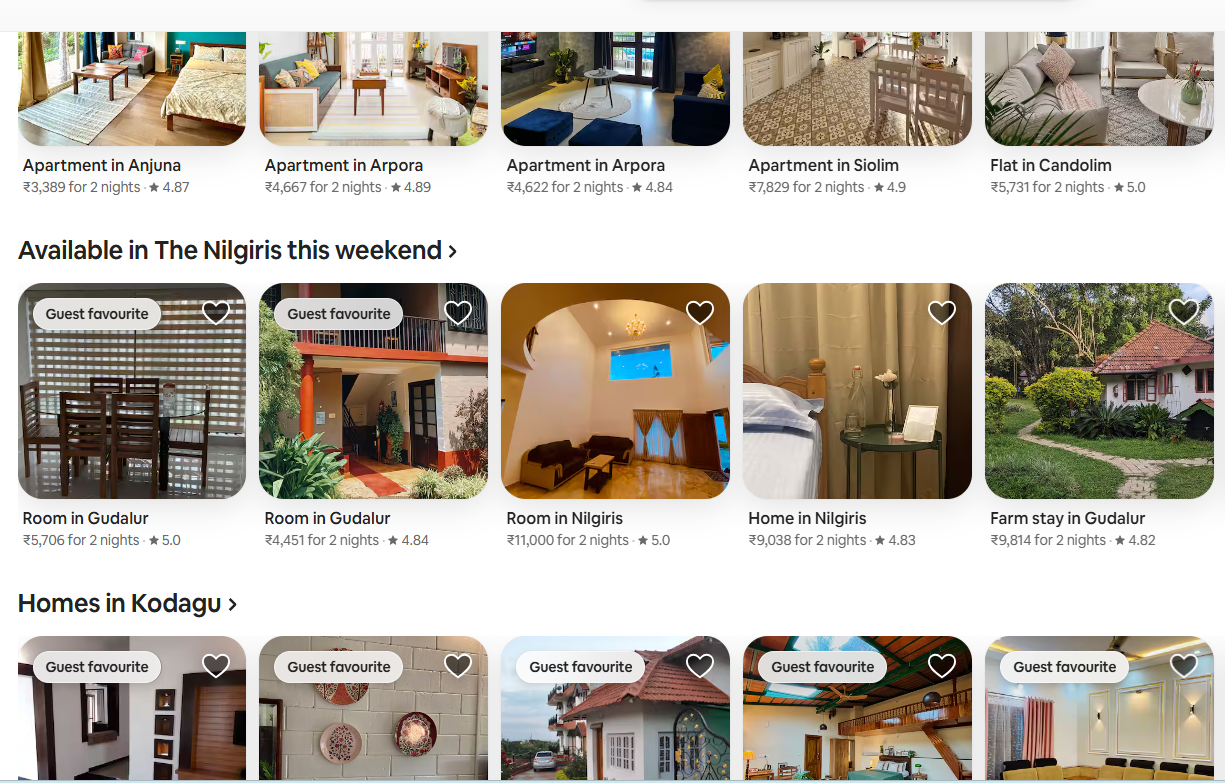 Apartment in Anjuna
₹3,389 for 2 nights · ★ 4.87
Apartment in Arpora
₹4,667 for 2 nights · ★ 4.89
Apartment in Arpora
₹4,622 for 2 nights · ★ 4.84
Apartment in Siolim
₹7,829 for 2 nights · ★ 4.9
Flat in Candolim
₹5,731 for 2 nights · ★ 5.0
Available in The Nilgiris this weekend >
Guest favourite
Room in Gudalur
₹5,706 for 2 nights · ★ 5.0
Guest favourite
Room in Gudalur
₹4,451 for 2 nights · ★ 4.84
Room in Nilgiris
₹11,000 for 2 nights · ★ 5.0
Home in Nilgiris
₹9,038 for 2 nights · ★ 4.83
Farm stay in Gudalur
₹9,814 for 2 nights · ★ 4.82
Homes in Kodagu >
Guest favourite
Guest favourite
Guest favourite
Guest favourite
Guest favourite